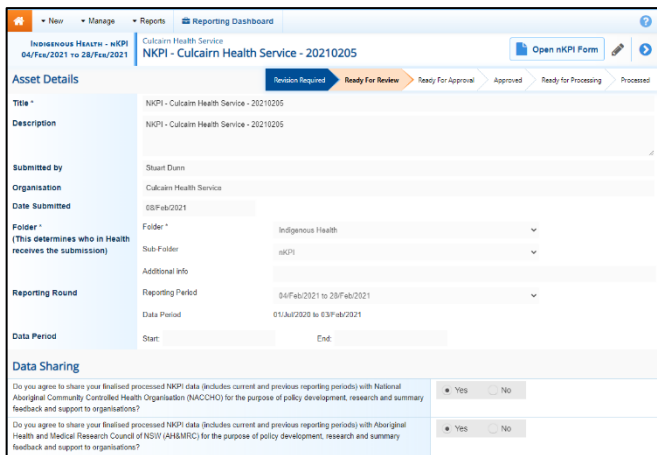 New Manage Reports Reporting Dashboard ?
Indigenous Health - nKPI
04/Feb/2021 to 28/Feb/2021
Culcairn Health Service
NKPI - Culcairn Health Service - 20210205
Open nKPI Form
Asset Details
Revision Required Ready For Review Ready For Approval Approved Ready for Processing Processed
Title * NKPI - Culcairn Health Service - 20210205
Description NKPI - Culcairn Health Service - 20210205
Submitted by Stuart Dunn
Organisation Culcairn Health Service
Date Submitted 08/Feb/2021
Folder * Folder * Indigenous Health
(This determines who in Health
receives the submission) Sub-Folder nKPI
Additional info
Reporting Round Reporting Period 04/Feb/2021 to 28/Feb/2021
Data Period 01/Jul/2020 to 03/Feb/2021
Data Period Start: End:
Data Sharing
Do you agree to share your finalised processed NKPI data (includes current and previous reporting periods) with National
Aboriginal Community Controlled Health Organisation (NACCHO) for the purpose of policy development, research and summary
feedback and support to organisations?
Yes No
Do you agree to share your finalised processed NKPI data (includes current and previous reporting periods) with Aboriginal
Health and Medical Research Council of NSW (AH&MRC) for the purpose of policy development, research and summary
feedback and support to organisations?
Yes No